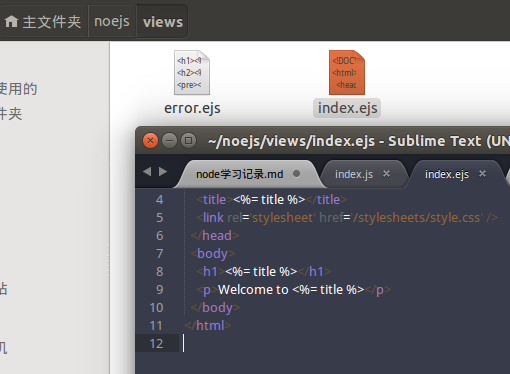 主文件夹 noejs views
使用的
件夹
<h1><%
<h2><%
<pre><%
<!DOC
<html>
<head
error.ejs index.ejs
~/noejs/views/index.ejs - Sublime Text (UN
node学习记录.md index.js index.ejs
4 <title><%= title %></title>
5 <link rel='stylesheet' href='/stylesheets/style.css' />
6 </head>
7 <body>
8 <h1><%= title %></h1>
9 <p>Welcome to <%= title %></p>
10 </body>
11 </html>
12